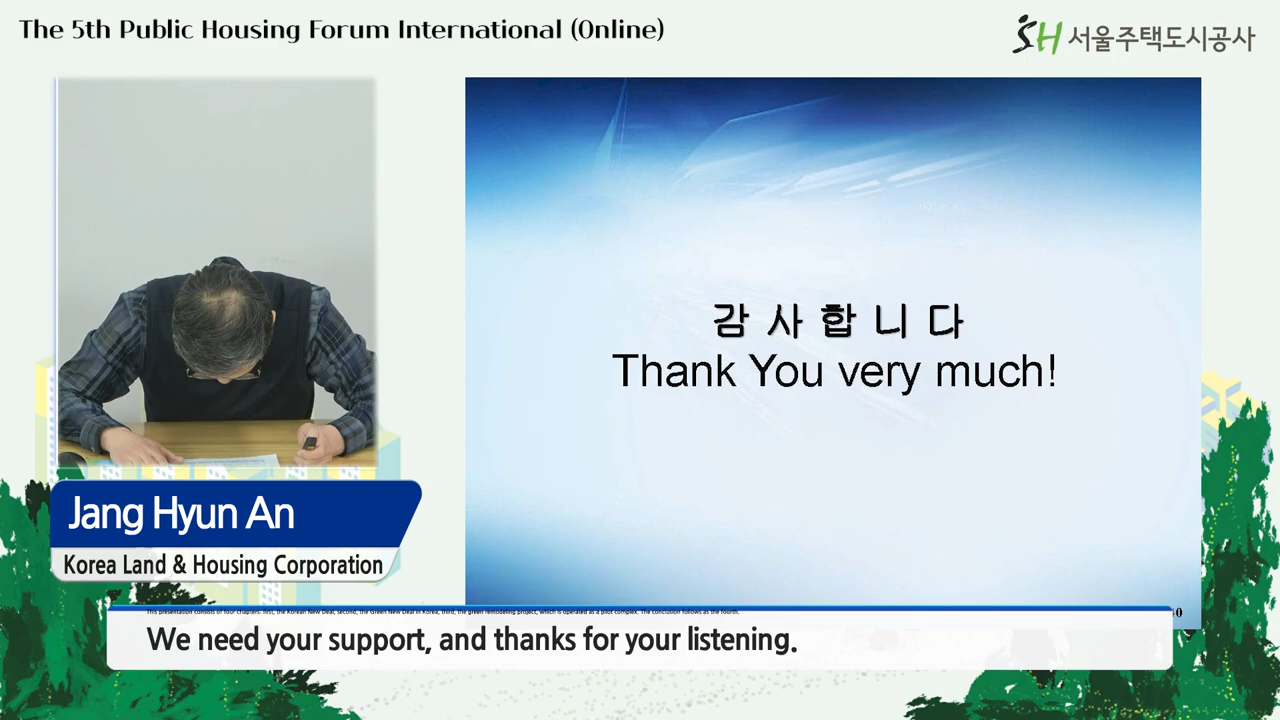 The 5th Public Housing Forum International (Online)
SH 서울주택도시공사
감 사 합 니 다
Thank You very much!
Jang Hyun An
Korea Land & Housing Corporation
This presentation consists of four chapters: first, the Korean New Deal, second, the Green New Deal in Korea, third, the green remodeling project, which is operated as a pilot complex. The conclusion follows as the fourth.
We need your support, and thanks for your listening.